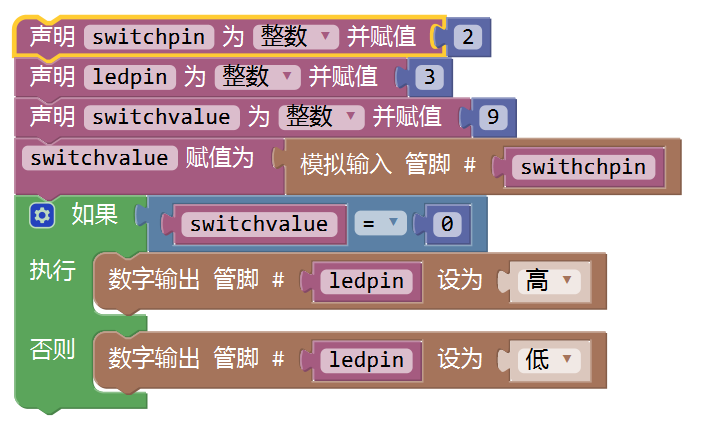 声明 switchpin 为 整数 并赋值 2
声明 ledpin 为 整数 并赋值 3
声明 switchvalue 为 整数 并赋值 9
switchvalue 赋值为 模拟输入 管脚 # swithchpin
如果 switchvalue = 0
执行 数字输出 管脚 # ledpin 设为 高
否则 数字输出 管脚 # ledpin 设为 低